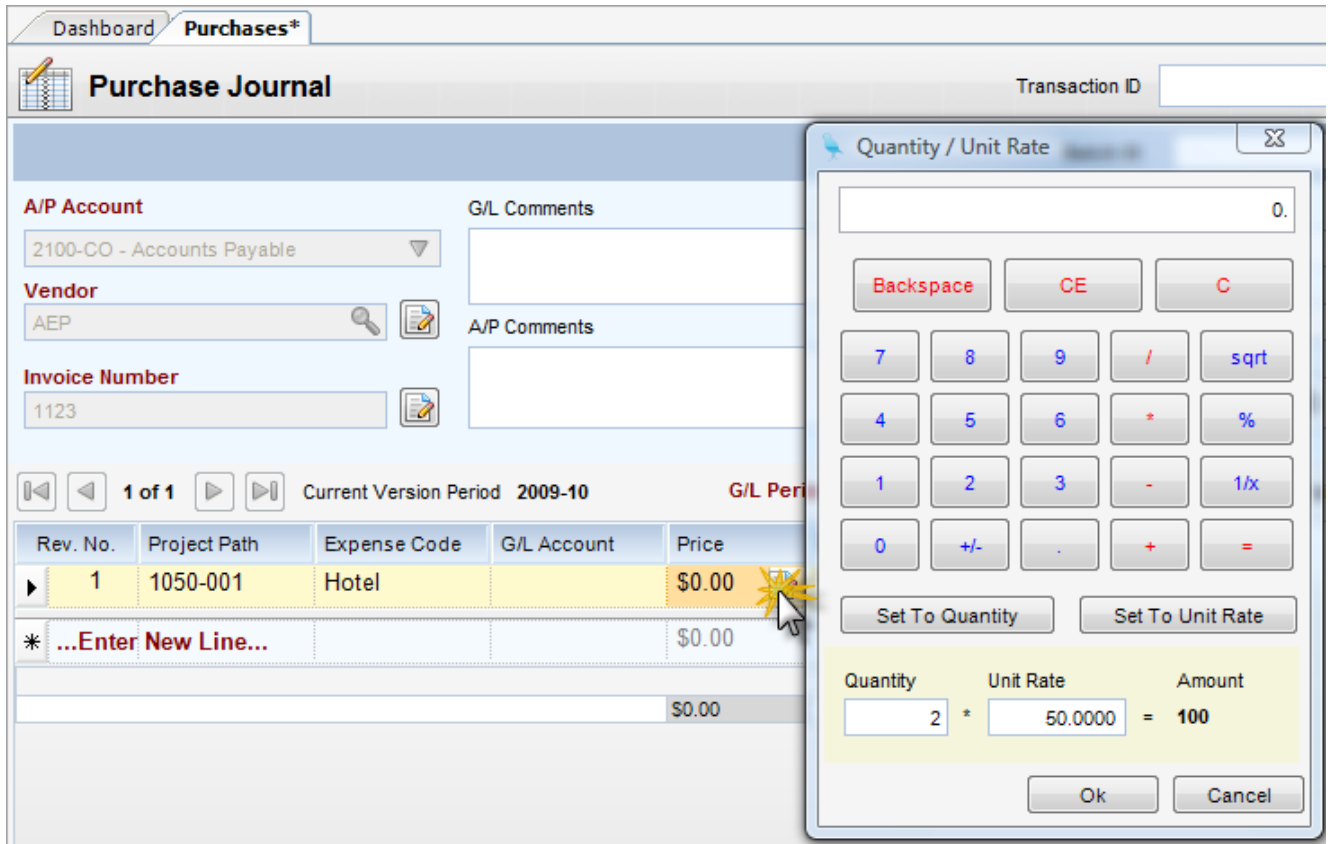 Dashboard Purchases*
Purchase Journal
Transaction ID
A/P Account
2100-CO - Accounts Payable
Vendor
AEP
Invoice Number
1123
G/L Comments
A/P Comments
1 of 1 Current Version Period 2009-10 G/L Peri
Rev. No. Project Path Expense Code G/L Account Price
1 1050-001 Hotel $0.00
* ...Enter New Line... $0.00
$0.00
Quantity / Unit Rate
0.
Backspace CE C
7 8 9 / sqrt
4 5 6 * %
1 2 3 - 1/x
0 +/- . + =
Set To Quantity Set To Unit Rate
Quantity Unit Rate Amount
2 * 50.0000 = 100
Ok Cancel